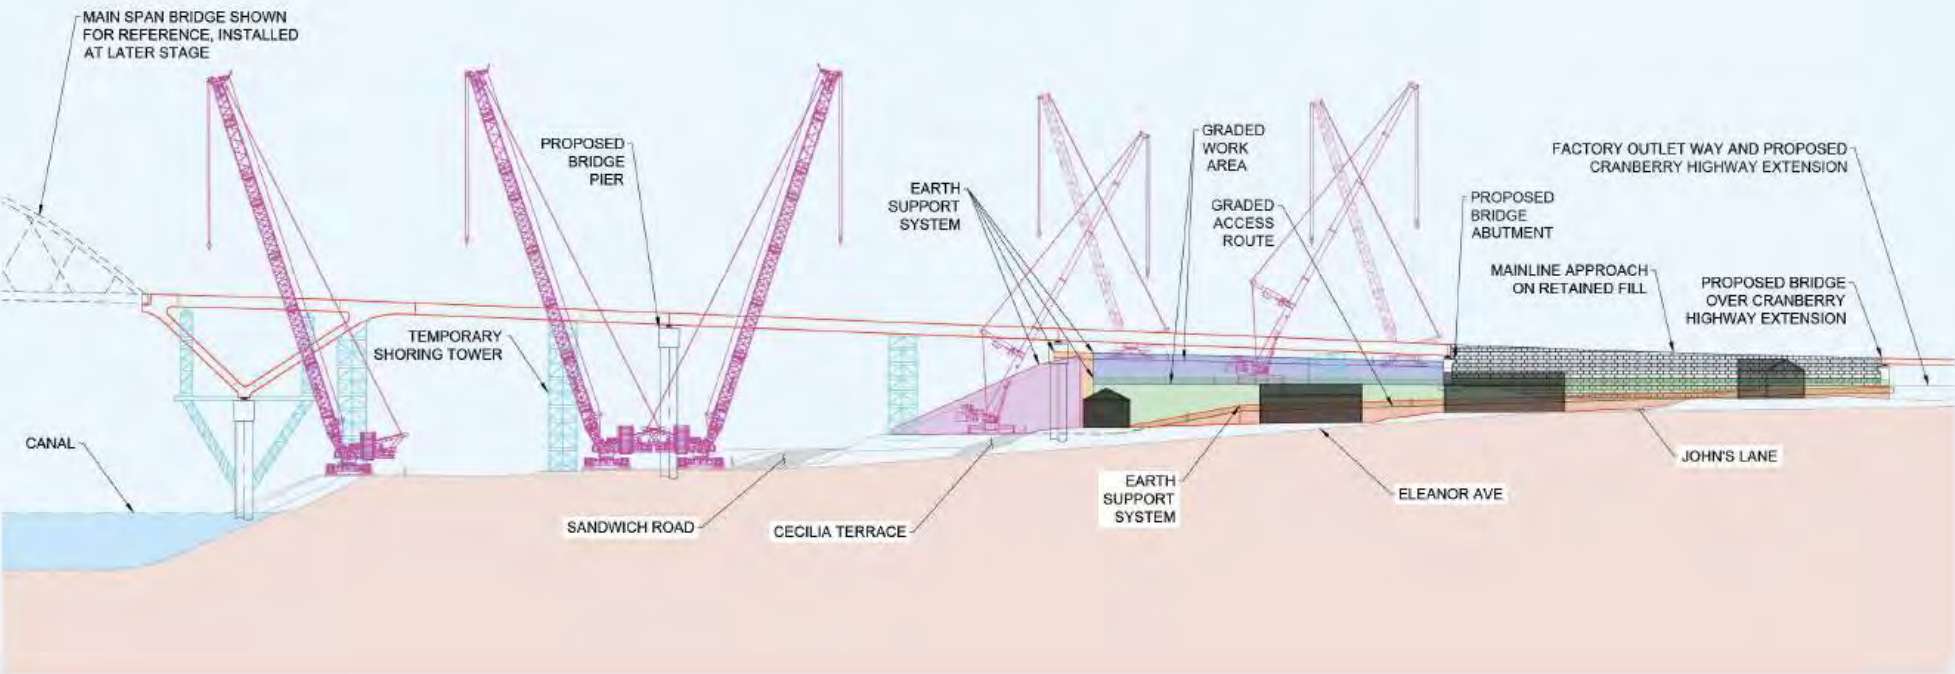 MAIN SPAN BRIDGE SHOWN
FOR REFERENCE, INSTALLED
AT LATER STAGE
PROPOSED
BRIDGE
PIER
EARTH
SUPPORT
SYSTEM
GRADED
WORK
AREA
GRADED
ACCESS
ROUTE
FACTORY OUTLET WAY AND PROPOSED
CRANBERRY HIGHWAY EXTENSION
PROPOSED
BRIDGE
ABUTMENT
MAINLINE APPROACH
ON RETAINED FILL
PROPOSED BRIDGE
OVER CRANBERRY
HIGHWAY EXTENSION
TEMPORARY
SHORING TOWER
CANAL
SANDWICH ROAD
CECILIA TERRACE
EARTH
SUPPORT
SYSTEM
ELEANOR AVE
JOHN'S LANE